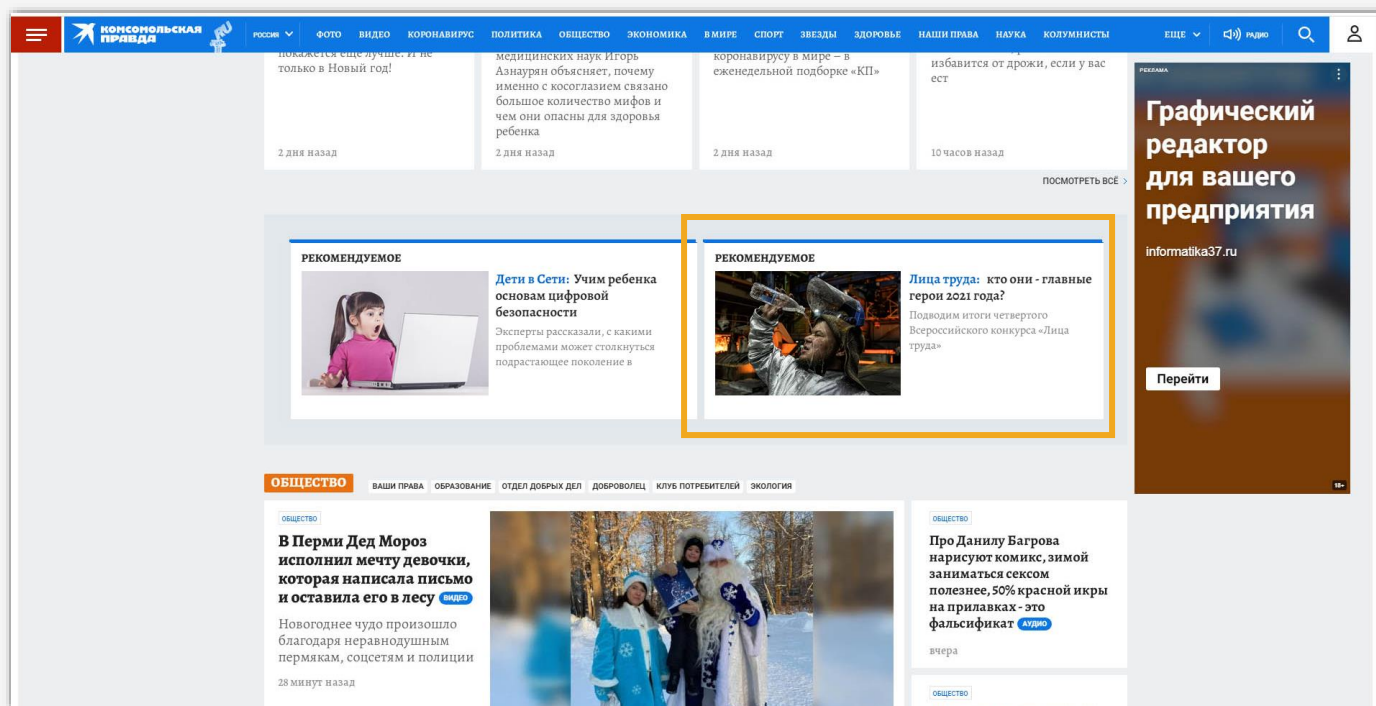 КОМСОМОЛЬСКАЯ
ПРАВДА
РОССИЯ ФОТО ВИДЕО КОРОНАВИРУС ПОЛИТИКА ОБЩЕСТВО ЭКОНОМИКА В МИРЕ СПОРТ ЗВЕЗДЫ ЗДОРОВЬЕ НАШИ ПРАВА НАУКА КОЛУМНИСТЫ ЕЩЕ РАДИО
покажется еще лучше. И не
только в Новый год!
2 дня назад
медицинских наук Игорь
Азнаурян объясняет, почему
именно с косоглазием связано
большое количество мифов и
чем они опасны для здоровья
ребенка
2 дня назад
коронавирусу в мире – в
еженедельной подборке «КП»
2 дня назад
избавится от дрожи, если у вас
ест
10 часов назад
ПОСМОТРЕТЬ ВСЁ >
РЕКЛАМА
Графический
редактор
для вашего
предприятия
informatika37.ru
Перейти
18+
РЕКОМЕНДУЕМОЕ
Дети в Сети: Учим ребенка
основам цифровой
безопасности
Эксперты рассказали, с какими
проблемами может столкнуться
подрастающее поколение в
РЕКОМЕНДУЕМОЕ
Лица труда: кто они - главные
герои 2021 года?
Подводим итоги четвертого
Всероссийского конкурса «Лица
труда»
ОБЩЕСТВО ВАШИ ПРАВА ОБРАЗОВАНИЕ ОТДЕЛ ДОБРЫХ ДЕЛ ДОБРОВОЛЕЦ КЛУБ ПОТРЕБИТЕЛЕЙ ЭКОЛОГИЯ
ОБЩЕСТВО
В Перми Дед Мороз
исполнил мечту девочки,
которая написала письмо
и оставила его в лесу ВИДЕО
Новогоднее чудо произошло
благодаря неравнодушным
пермякам, соцсетям и полиции
28 минут назад
ОБЩЕСТВО
Про Данилу Багрова
нарисуют комикс, зимой
заниматься сексом
полезнее, 50% красной икры
на прилавках - это
фальсификат АУДИО
вчера
ОБЩЕСТВО